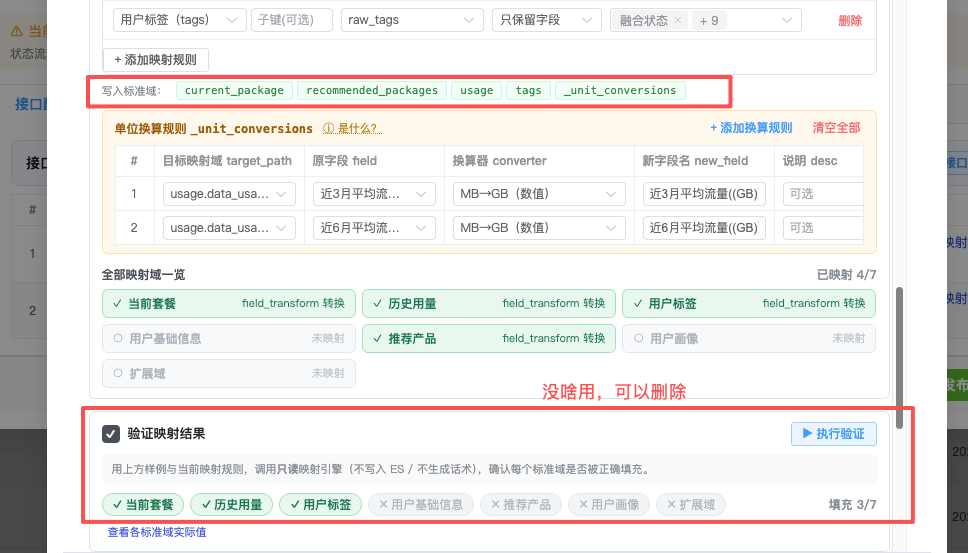 用户标签（tags） 子键(可选) raw_tags 只保留字段 融合状态 × + 9 删除
+ 添加映射规则
写入标准域： current_package recommended_packages usage tags _unit_conversions
单位换算规则 _unit_conversions ⓘ 是什么？ + 添加换算规则 清空全部
# 目标映射域 target_path 原字段 field 换算器 converter 新字段名 new_field 说明 desc
1 usage.data_usa... 近3月平均流... MB→GB（数值） 近3月平均流量((GB) 可选
2 usage.data_usa... 近6月平均流... MB→GB（数值） 近6月平均流量((GB) 可选
全部映射域一览 已映射 4/7
✓ 当前套餐 field_transform 转换 ✓ 历史用量 field_transform 转换 ✓ 用户标签 field_transform 转换
○ 用户基础信息 未映射 ✓ 推荐产品 field_transform 转换 ○ 用户画像 未映射
○ 扩展域 未映射
没啥用，可以删除
验证映射结果 ▶ 执行验证
用上方样例与当前映射规则，调用只读映射引擎（不写入 ES / 不生成话术），确认每个标准域是否被正确填充。
✓ 当前套餐 ✓ 历史用量 ✓ 用户标签 × 用户基础信息 × 推荐产品 × 用户画像 × 扩展域 填充 3/7
查看各标准域实际值
⚠ 当前
状态流
接口
#
1
2
映射
映射
发布